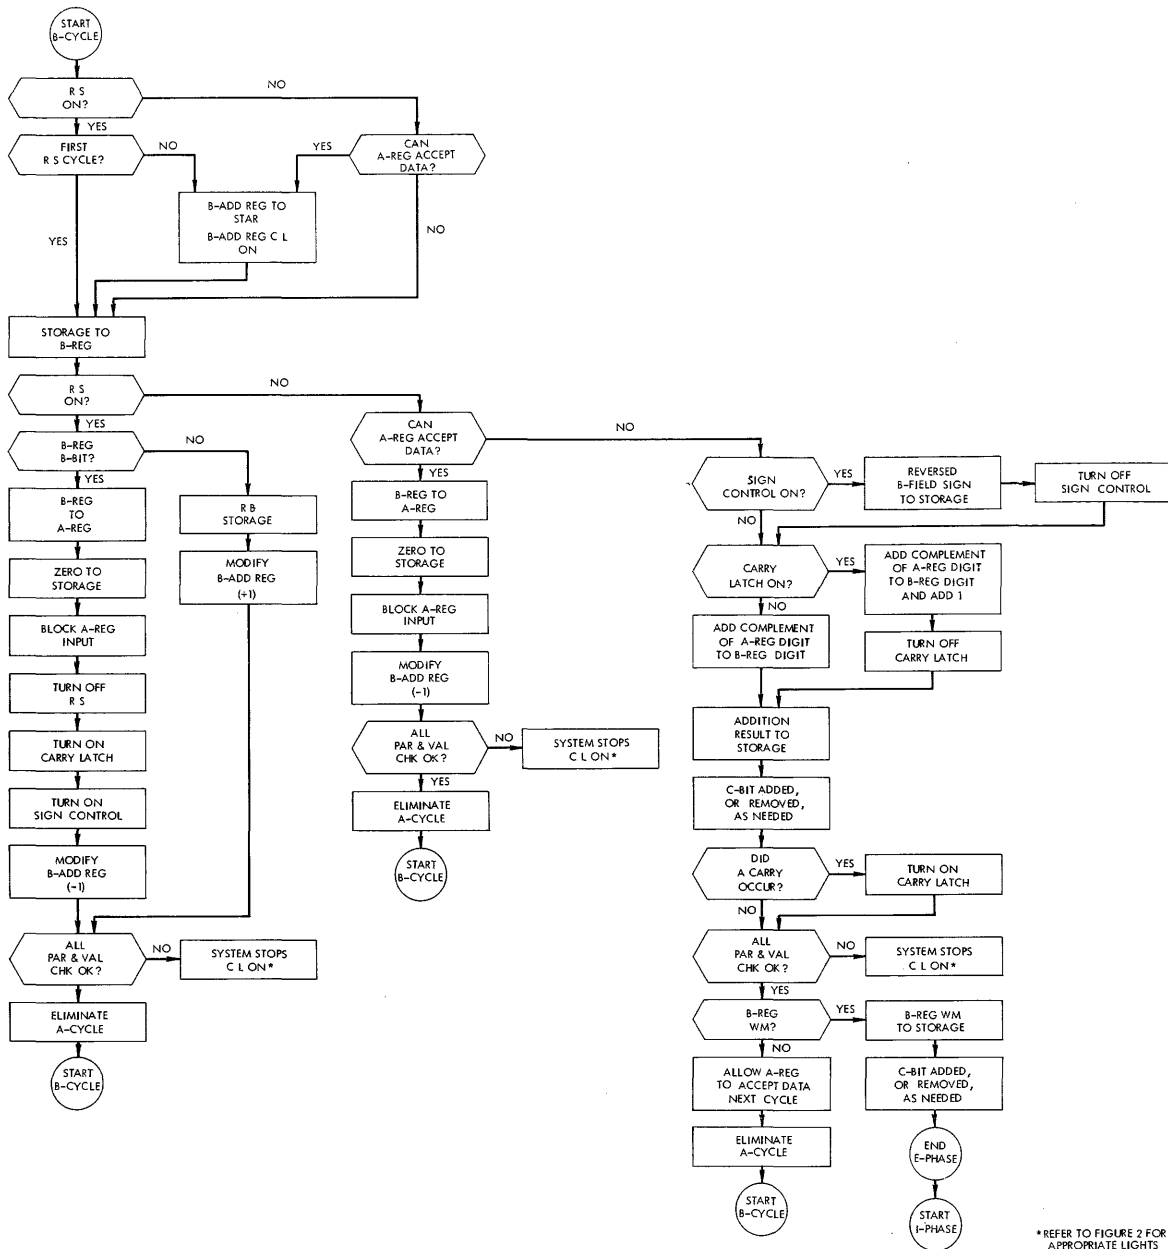 START
B-CYCLE
R S
ON?
NO
YES
FIRST
R S CYCLE?
NO
YES
CAN
A-REG ACCEPT
DATA?
B-ADD REG TO
STAR
B-ADD REG C L
ON
YES
NO
STORAGE TO
B-REG
R S
ON?
NO
YES
B-REG
B-BIT?
NO
YES
B-REG
TO
A-REG
ZERO TO
STORAGE
BLOCK A-REG
INPUT
TURN OFF
R S
TURN ON
CARRY LATCH
TURN ON
SIGN CONTROL
MODIFY
B-ADD REG
(-1)
R B
STORAGE
MODIFY
B-ADD REG
(+1)
ALL
PAR & VAL
CHK OK?
NO
SYSTEM STOPS
C L ON*
ELIMINATE
A-CYCLE
START
B-CYCLE
CAN
A-REG ACCEPT
DATA?
NO
YES
B-REG TO
A-REG
ZERO TO
STORAGE
BLOCK A-REG
INPUT
MODIFY
B-ADD REG
(-1)
ALL
PAR & VAL
CHK OK?
NO
SYSTEM STOPS
C L ON*
YES
ELIMINATE
A-CYCLE
START
B-CYCLE
SIGN
CONTROL ON?
YES
REVERSED
B-FIELD SIGN
TO STORAGE
TURN OFF
SIGN CONTROL
NO
CARRY
LATCH ON?
YES
ADD COMPLEMENT
OF A-REG DIGIT
TO B-REG DIGIT
AND ADD 1
NO
ADD COMPLEMENT
OF A-REG DIGIT
TO B-REG DIGIT
TURN OFF
CARRY LATCH
ADDITION
RESULT TO
STORAGE
C-BIT ADDED,
OR REMOVED,
AS NEEDED
DID
A CARRY
OCCUR?
YES
TURN ON
CARRY LATCH
NO
ALL
PAR & VAL
CHK OK?
NO
SYSTEM STOPS
C L ON*
YES
B-REG
WM?
YES
B-REG WM
TO STORAGE
NO
ALLOW A-REG
TO ACCEPT DATA
NEXT CYCLE
C-BIT ADDED,
OR REMOVED,
AS NEEDED
ELIMINATE
A-CYCLE
END
E-PHASE
START
B-CYCLE
START
I-PHASE
*REFER TO FIGURE 2 FOR
APPROPRIATE LIGHTS